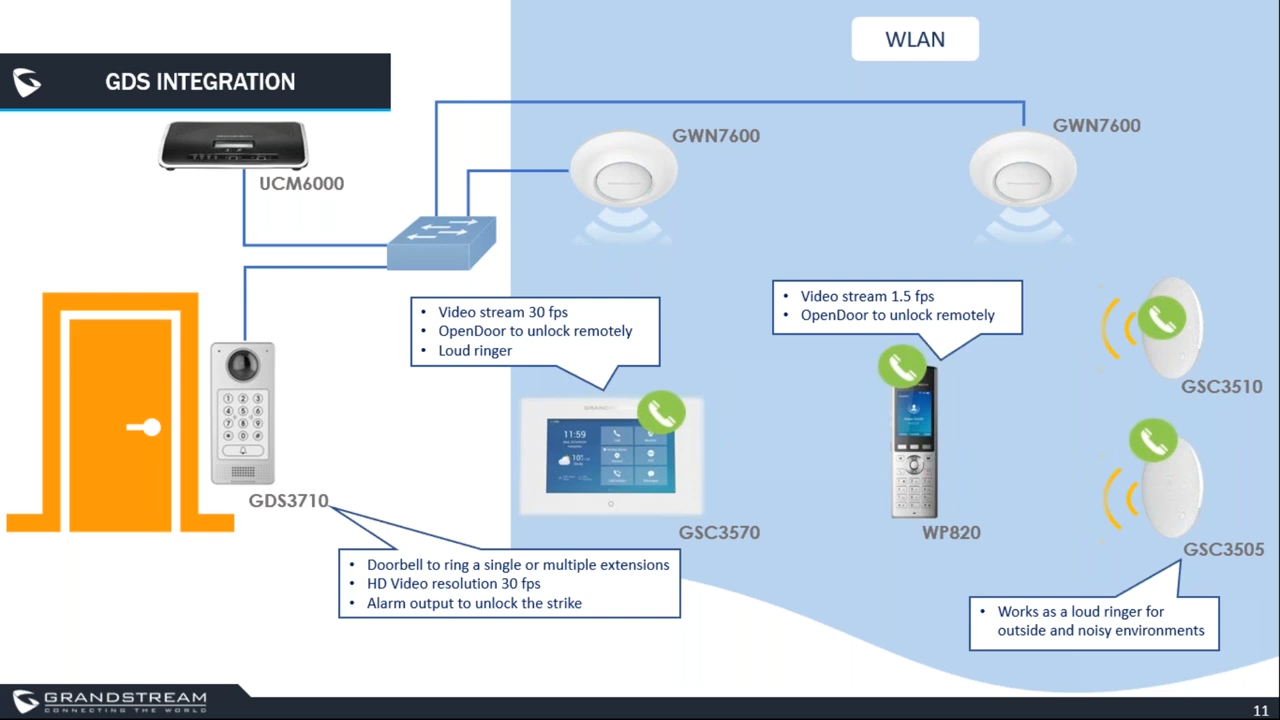 WLAN
GDS INTEGRATION
GWN7600
GWN7600
UCM6000
• Video stream 30 fps
• OpenDoor to unlock remotely
• Loud ringer
• Video stream 1.5 fps
• OpenDoor to unlock remotely
GSC3510
11:59
GDS3710
GSC3570
WP820
GSC3505
• Doorbell to ring a single or multiple extensions
• HD Video resolution 30 fps
• Alarm output to unlock the strike
• Works as a loud ringer for
outside and noisy environments
GRANDSTREAM
CONNECTING THE WORLD
11